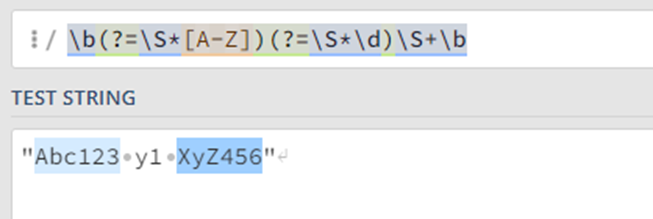 / \b(?=\S*[A-Z])(?=\S*\d)\S+\b
TEST STRING
"Abc123·y1·XyZ456"↵